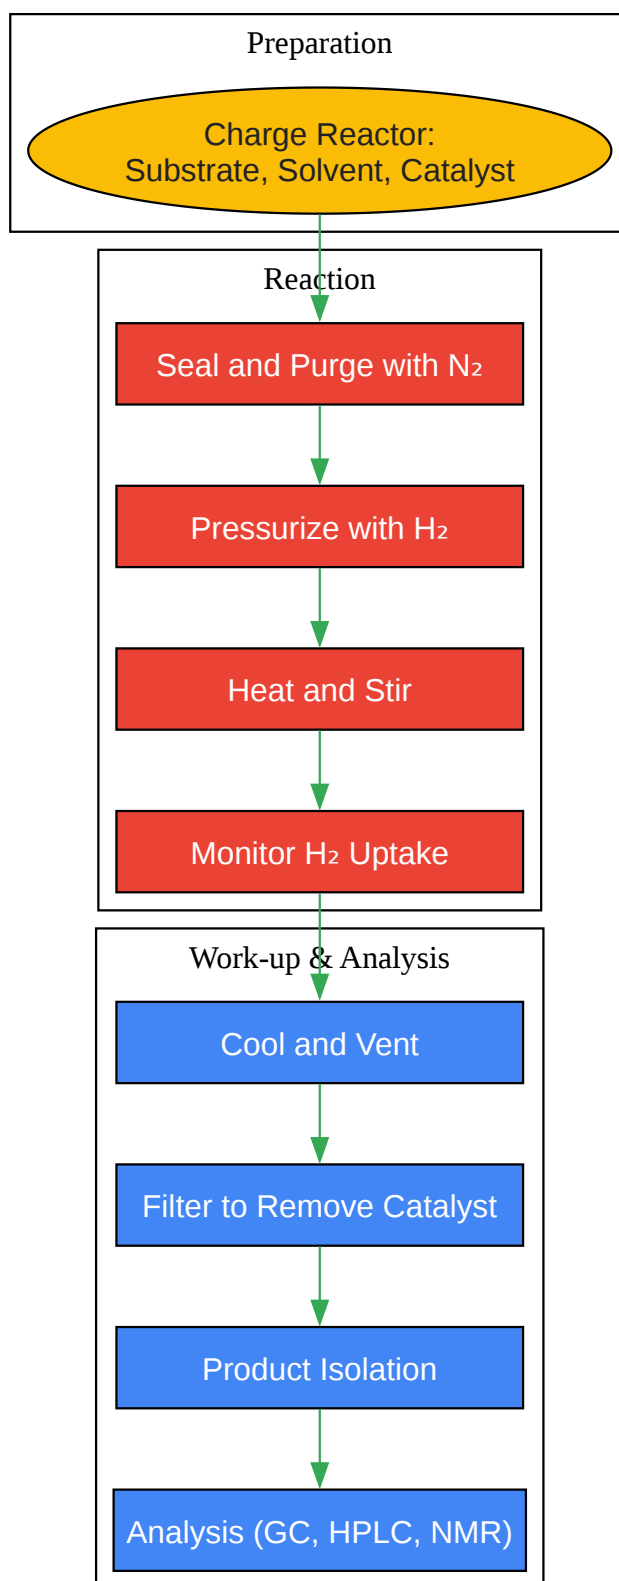 Preparation
Charge Reactor:
Substrate, Solvent, Catalyst
Reaction
Seal and Purge with N₂
Pressurize with H₂
Heat and Stir
Monitor H₂ Uptake
Work-up & Analysis
Cool and Vent
Filter to Remove Catalyst
Product Isolation
Analysis (GC, HPLC, NMR)